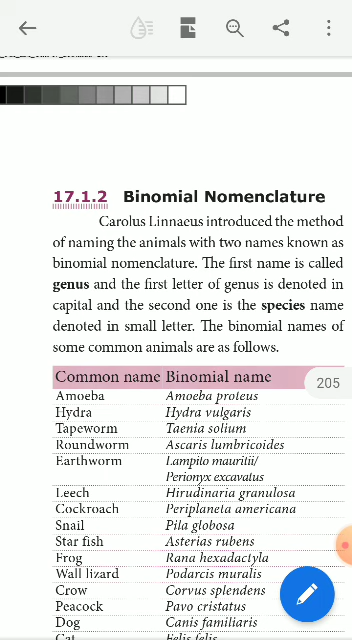 17.1.2 Binomial Nomenclature
Carolus Linnaeus introduced the method
of naming the animals with two names known as
binomial nomenclature. The first name is called
genus and the first letter of genus is denoted in
capital and the second one is the species name
denoted in small letter. The binomial names of
some common animals are as follows.
Common name Binomial name
205
Amoeba Amoeba proteus
Hydra Hydra vulgaris
Tapeworm Taenia solium
Roundworm Ascaris lumbricoides
Earthworm Lampito mauritii/
Perionyx excavatus
Leech Hirudinaria granulosa
Cockroach Periplaneta americana
Snail Pila globosa
Star fish Asterias rubens
Frog Rana hexadactyla
Wall lizard Podarcis muralis
Crow Corvus splendens
Peacock Pavo cristatus
Dog Canis familiaris
Cat Felis felis